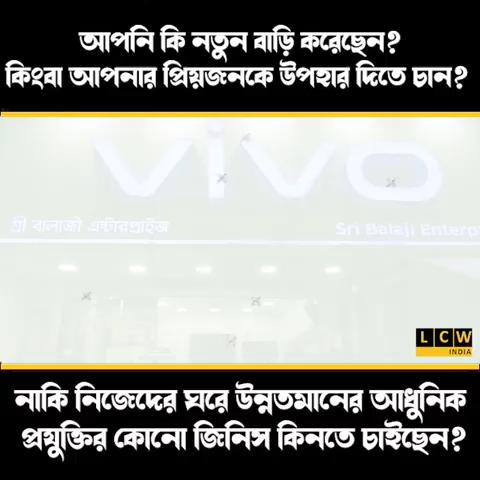 আপনি কি নতুন বাড়ি করেছেন?
কিংবা আপনার প্রিয়জনকে উপহার দিতে চান?
vivo
শ্রী বালাজী এন্টারপ্রাইজ
Sri Balaji Enterp
LCW
INDIA
নাকি নিজেদের ঘরে উন্নতমানের আধুনিক
প্রযুক্তির কোনো জিনিস কিনতে চাইছেন?